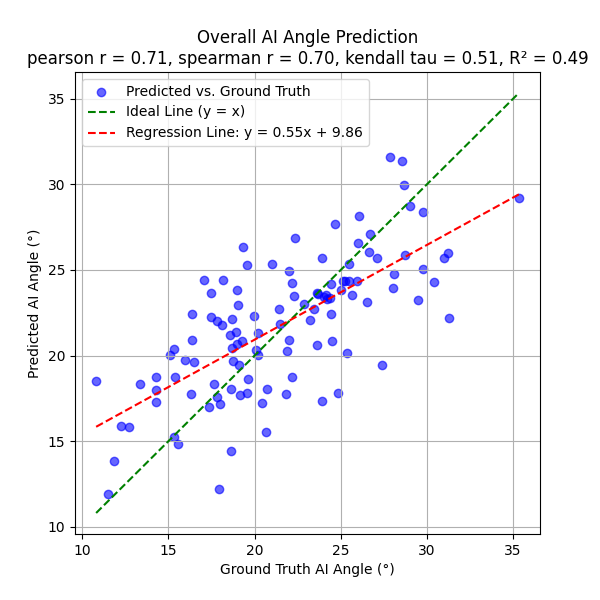 Overall AI Angle Prediction
pearson r = 0.71, spearman r = 0.70, kendall tau = 0.51, R² = 0.49
Predicted vs. Ground Truth
Ideal Line (y = x)
Regression Line: y = 0.55x + 9.86
Predicted AI Angle (°)
35
30
25
20
15
10
10 15 20 25 30 35
Ground Truth AI Angle (°)